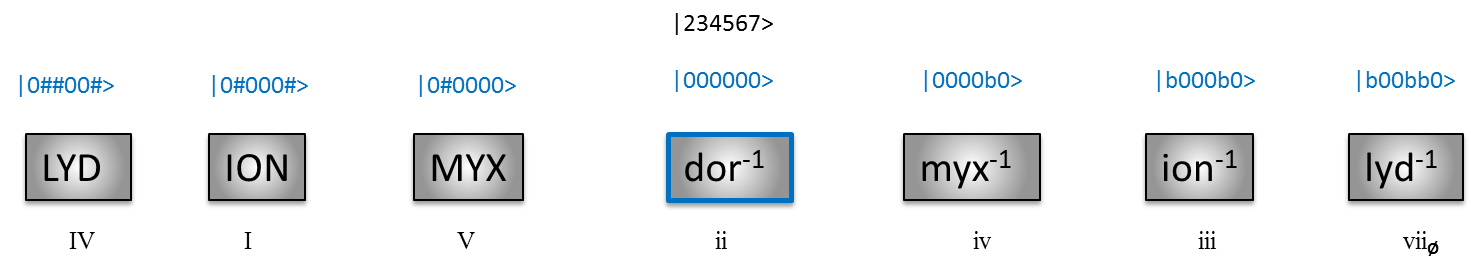 |234567>
|0##00#> |0#000#> |0#0000> |000000> |0000b0> |b000b0> |b00bb0>
LYD ION MYX dor-1 myx-1 ion-1 lyd-1
IV I V ii iv iii viiø